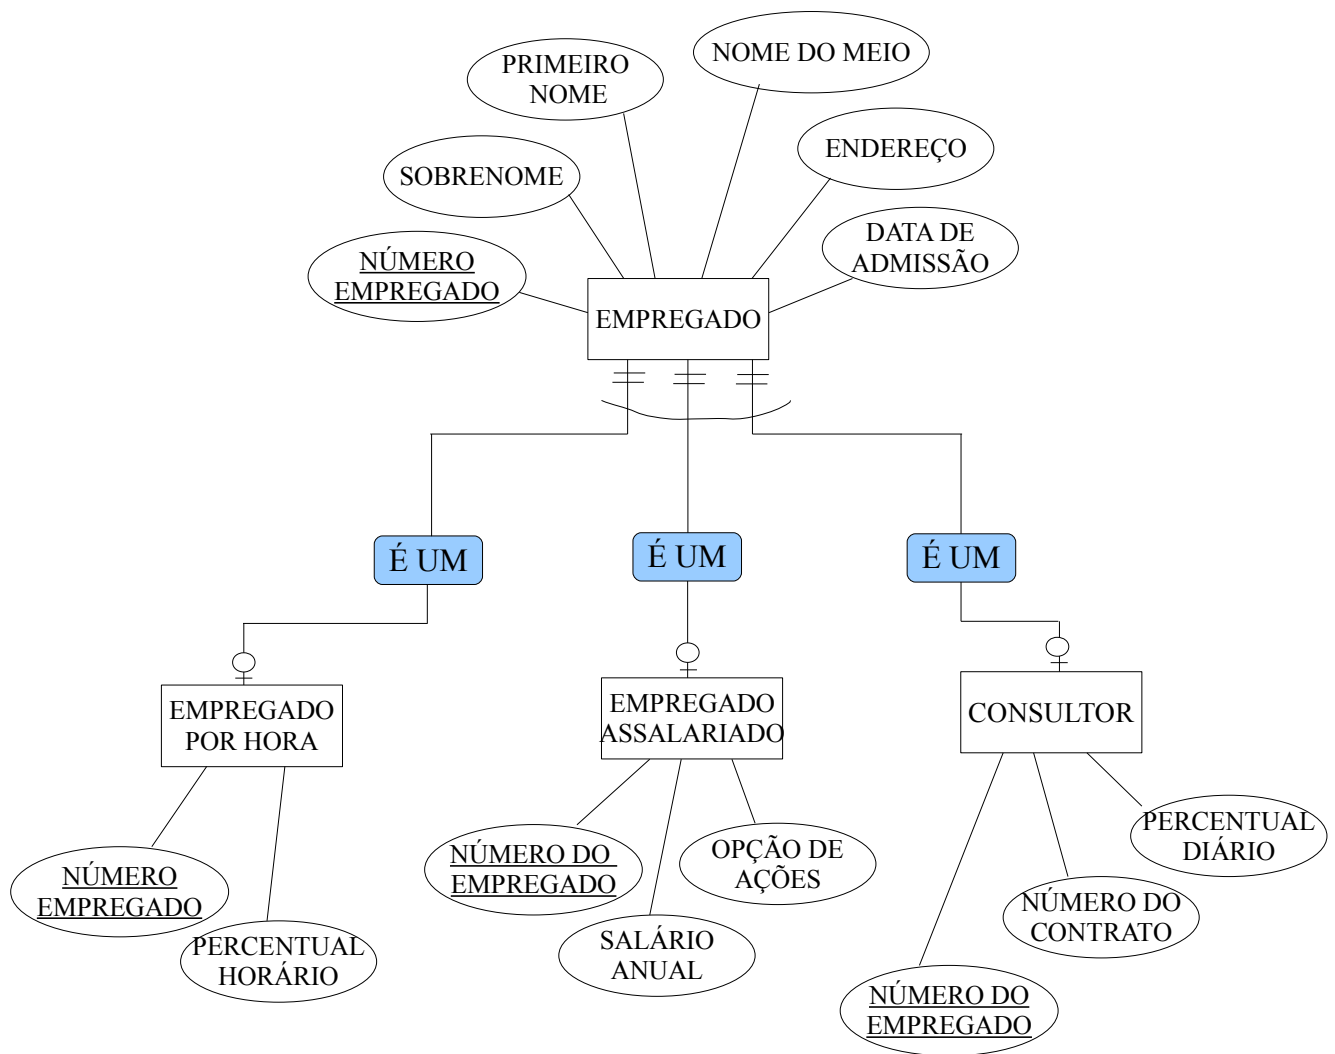 NOME DO MEIO
PRIMEIRO
NOME
ENDEREÇO
SOBRENOME
DATA DE
ADMISSÃO
NÚMERO
EMPREGADO
EMPREGADO
É UM
É UM
É UM
EMPREGADO
POR HORA
EMPREGADO
ASSALARIADO
CONSULTOR
NÚMERO
EMPREGADO
PERCENTUAL
HORÁRIO
NÚMERO DO
EMPREGADO
SALÁRIO
ANUAL
OPÇÃO DE
AÇÕES
NÚMERO DO
EMPREGADO
NÚMERO DO
CONTRATO
PERCENTUAL
DIÁRIO